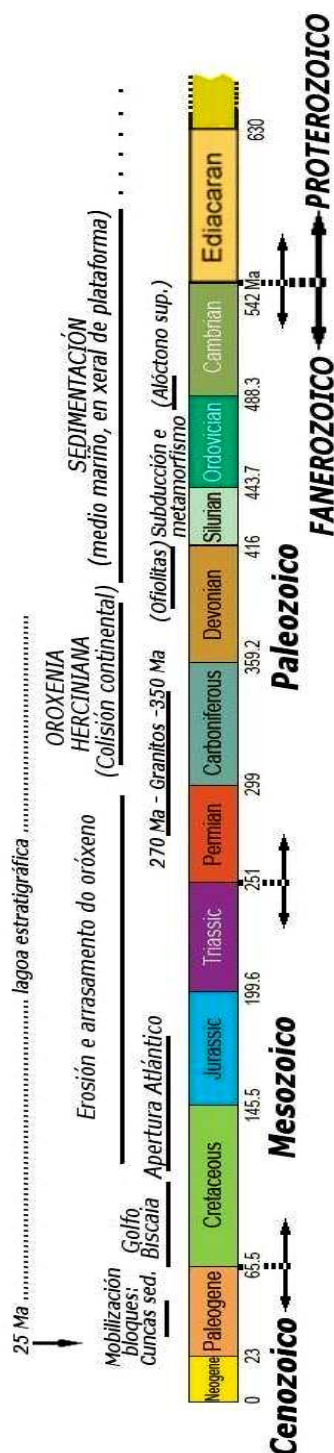 25 Ma lagoa estratigráfica
Mobilización
bloques:
Cuncas sed.
Golfo
Biscaia
Erosión e arrasamento do oróxeno
Apertura Atlántico
OROXENIA
HERCINIANA
(Colisión continental)
270 Ma - Granitos -350 Ma
SEDIMENTACIÓN
(medio mariño, en xeral de plataforma)
(Ofiolitas) Subducción e
metamorfismo
(Alóctono sup.)
Neogene Paleogene Cretaceous Jurassic Triassic Permian Carboniferous Devonian Silurian Ordovician Cambrian Ediacaran
0 23 65.5 145.5 199.6 251 299 359.2 416 443.7 488.3 542 Ma 630
Cenozoico Mesozoico Paleozoico
FANEROZOICO PROTEROZOICO